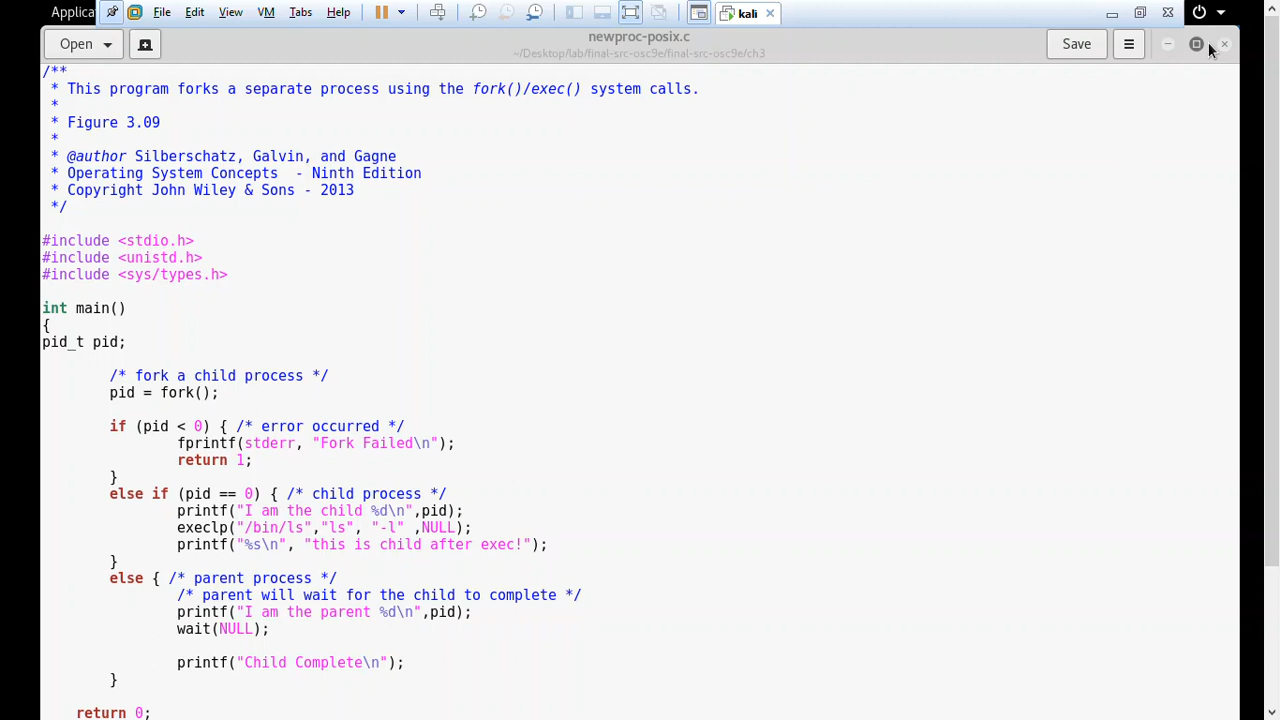 Applica
File Edit View VM Tabs Help
kali
Open
newproc-posix.c
~/Desktop/lab/final-src-osc9e/final-src-osc9e/ch3
Save
/**
 * This program forks a separate process using the fork()/exec() system calls.
 *
 * Figure 3.09
 *
 * @author Silberschatz, Galvin, and Gagne
 * Operating System Concepts  - Ninth Edition
 * Copyright John Wiley & Sons - 2013
 */
#include <stdio.h>
#include <unistd.h>
#include <sys/types.h>
int main()
{
pid_t pid;
/* fork a child process */
pid = fork();
if (pid < 0) { /* error occurred */
fprintf(stderr, "Fork Failed\n");
return 1;
}
else if (pid == 0) { /* child process */
printf("I am the child %d\n",pid);
execlp("/bin/ls","ls", "-l" ,NULL);
printf("%s\n", "this is child after exec!");
}
else { /* parent process */
/* parent will wait for the child to complete */
printf("I am the parent %d\n",pid);
wait(NULL);
printf("Child Complete\n");
}
return 0;